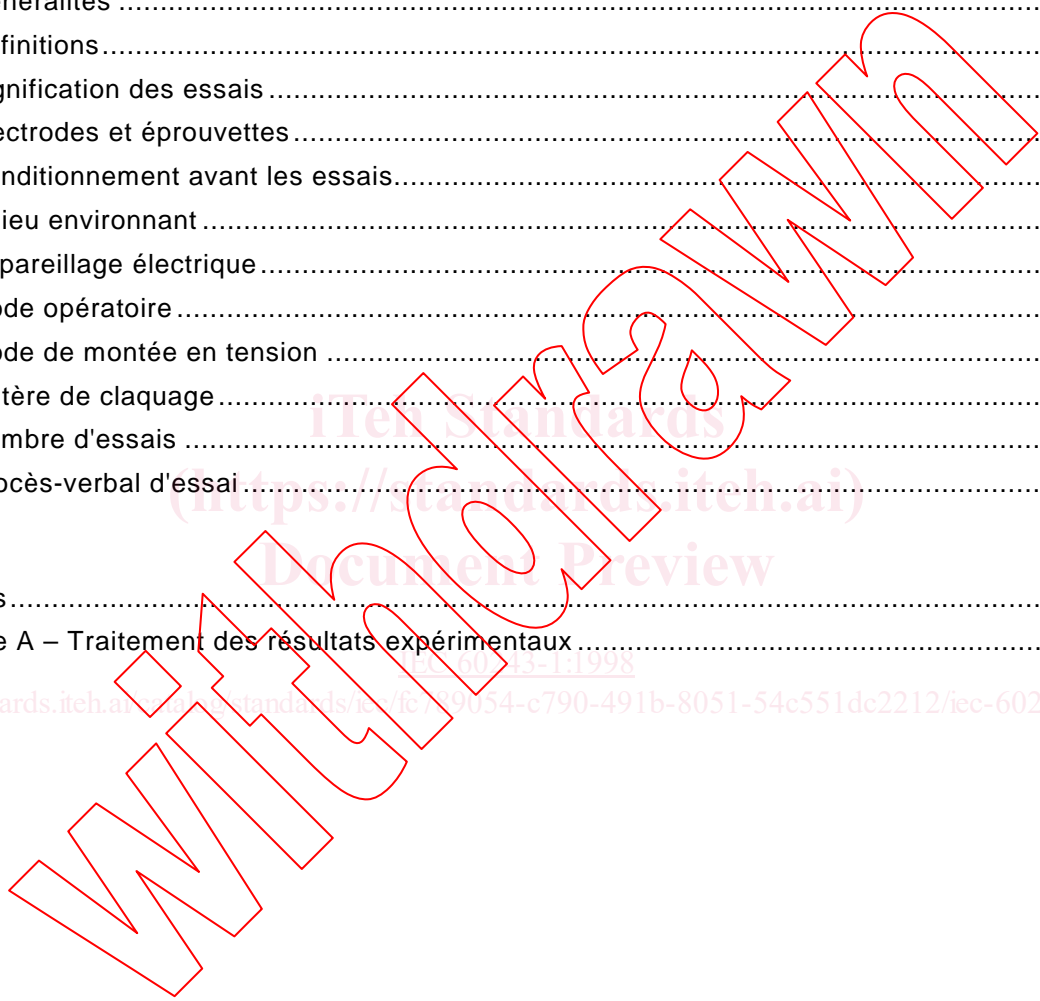 énéralités ................................................................
finitions ................................................................
gnification des essais ................................................................
ectrodes et éprouvettes ................................................................
nditionnement avant les essais ................................................................
lieu environnant ................................................................
pareillage électrique ................................................................
ode opératoire ................................................................
ode de montée en tension ................................................................
itère de claquage ................................................................
iTeh Standards
mbre d'essais ................................................................
ocès-verbal d'essai ................................................................
(https://standards.iteh.ai)
Document Preview
s ................................................................
e A – Traitement des résultats expérimentaux ................................................................
IEC 60243-1:1998
ards.iteh.ai/catalog/standards/iec/fc789054-c790-491b-8051-54c551dc2212/iec-602
withdrawn